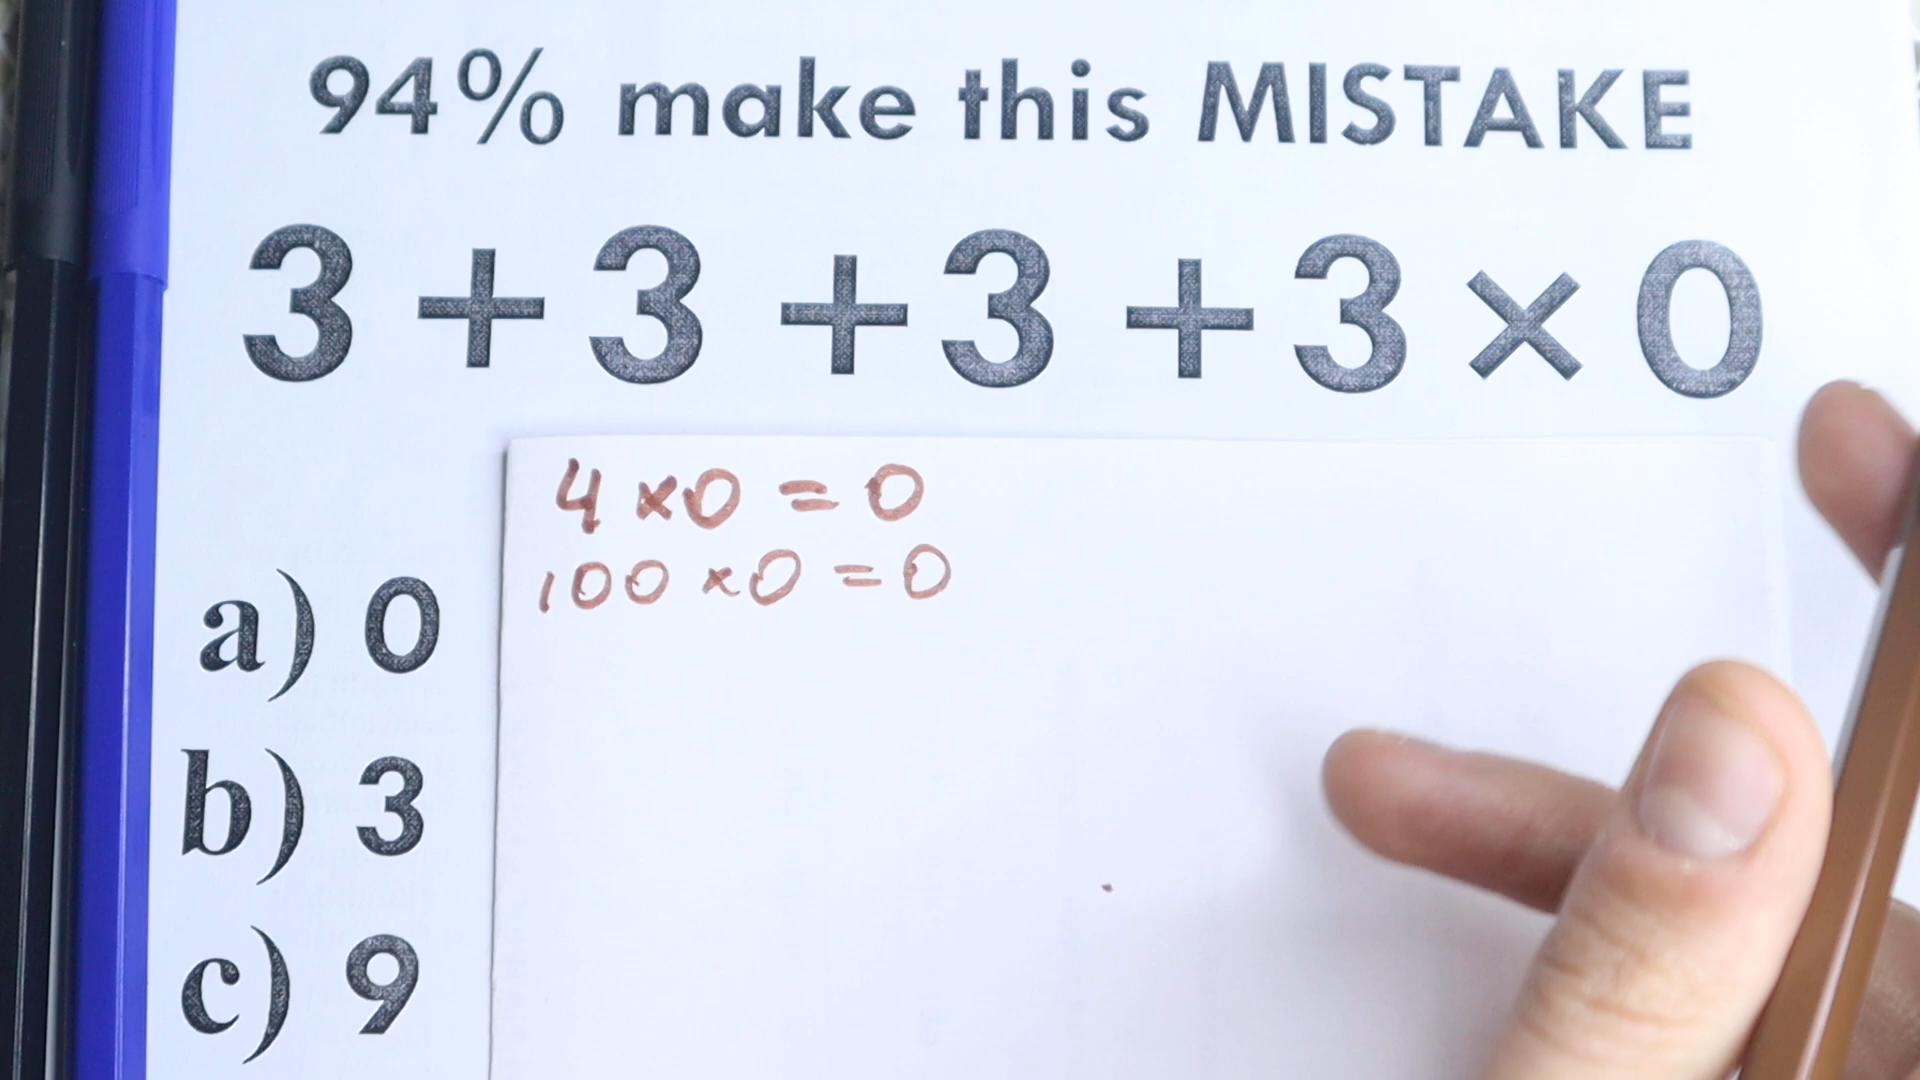 94% make this MISTAKE
3 + 3 + 3 + 3 × 0
4 × 0 = 0
100 × 0 = 0
a) 0
b) 3
c) 9